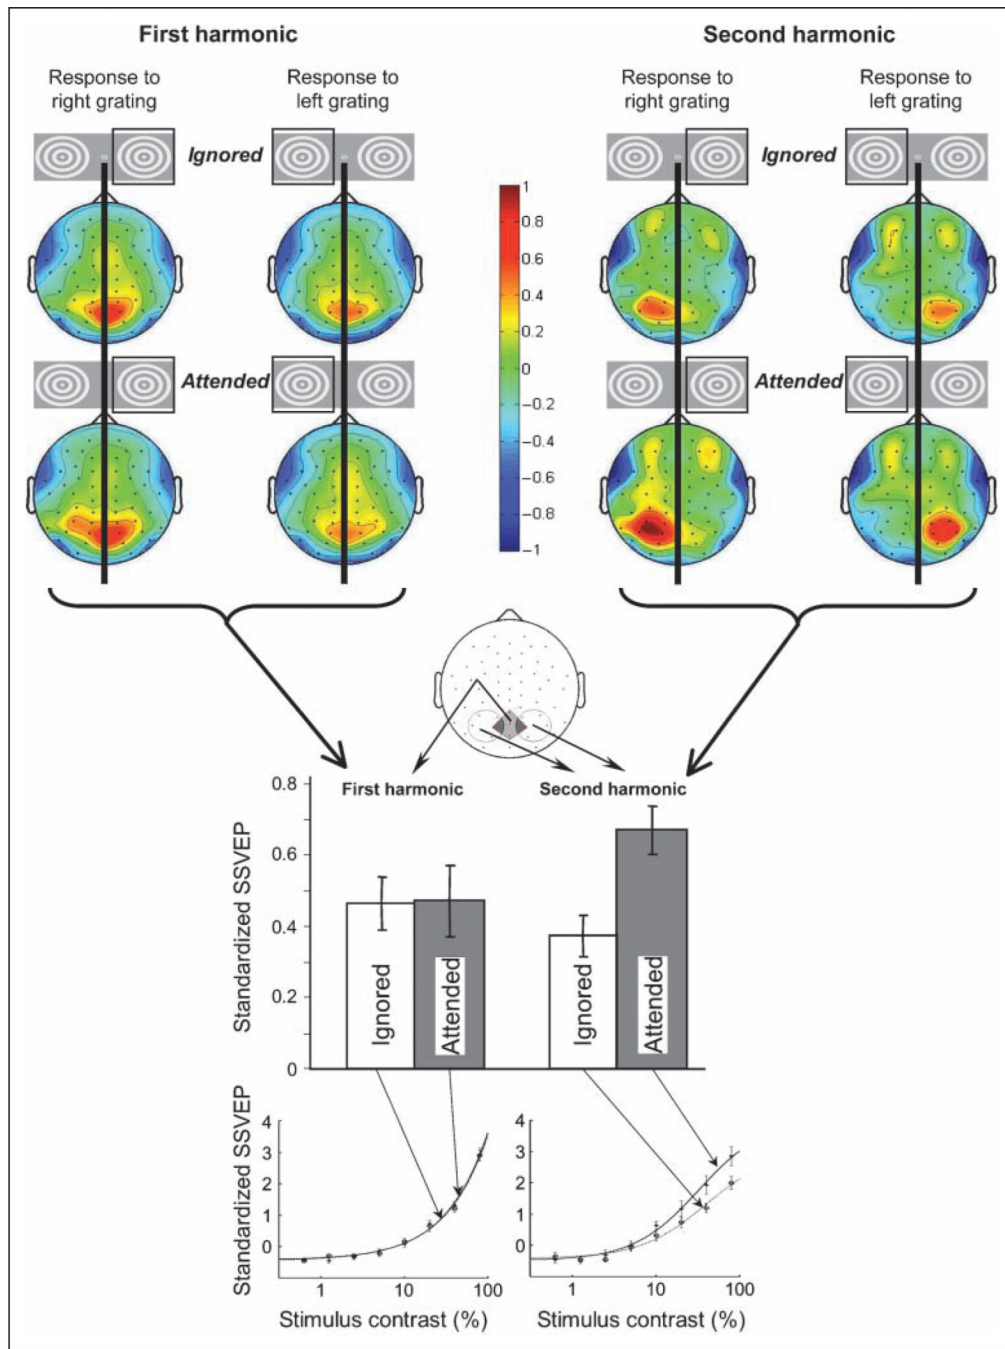 First harmonic
Second harmonic
Response to
right grating
Response to
left grating
Response to
right grating
Response to
left grating
Ignored
Ignored
1
0.8
0.6
0.4
0.2
0
−0.2
−0.4
−0.6
−0.8
−1
Attended
Attended
First harmonic
Second harmonic
Standardized SSVEP
0.8
0.6
0.4
0.2
0
Ignored
Attended
Ignored
Attended
Standardized SSVEP
4
3
2
1
0
1
10
100
Stimulus contrast (%)
4
3
2
1
0
1
10
100
Stimulus contrast (%)